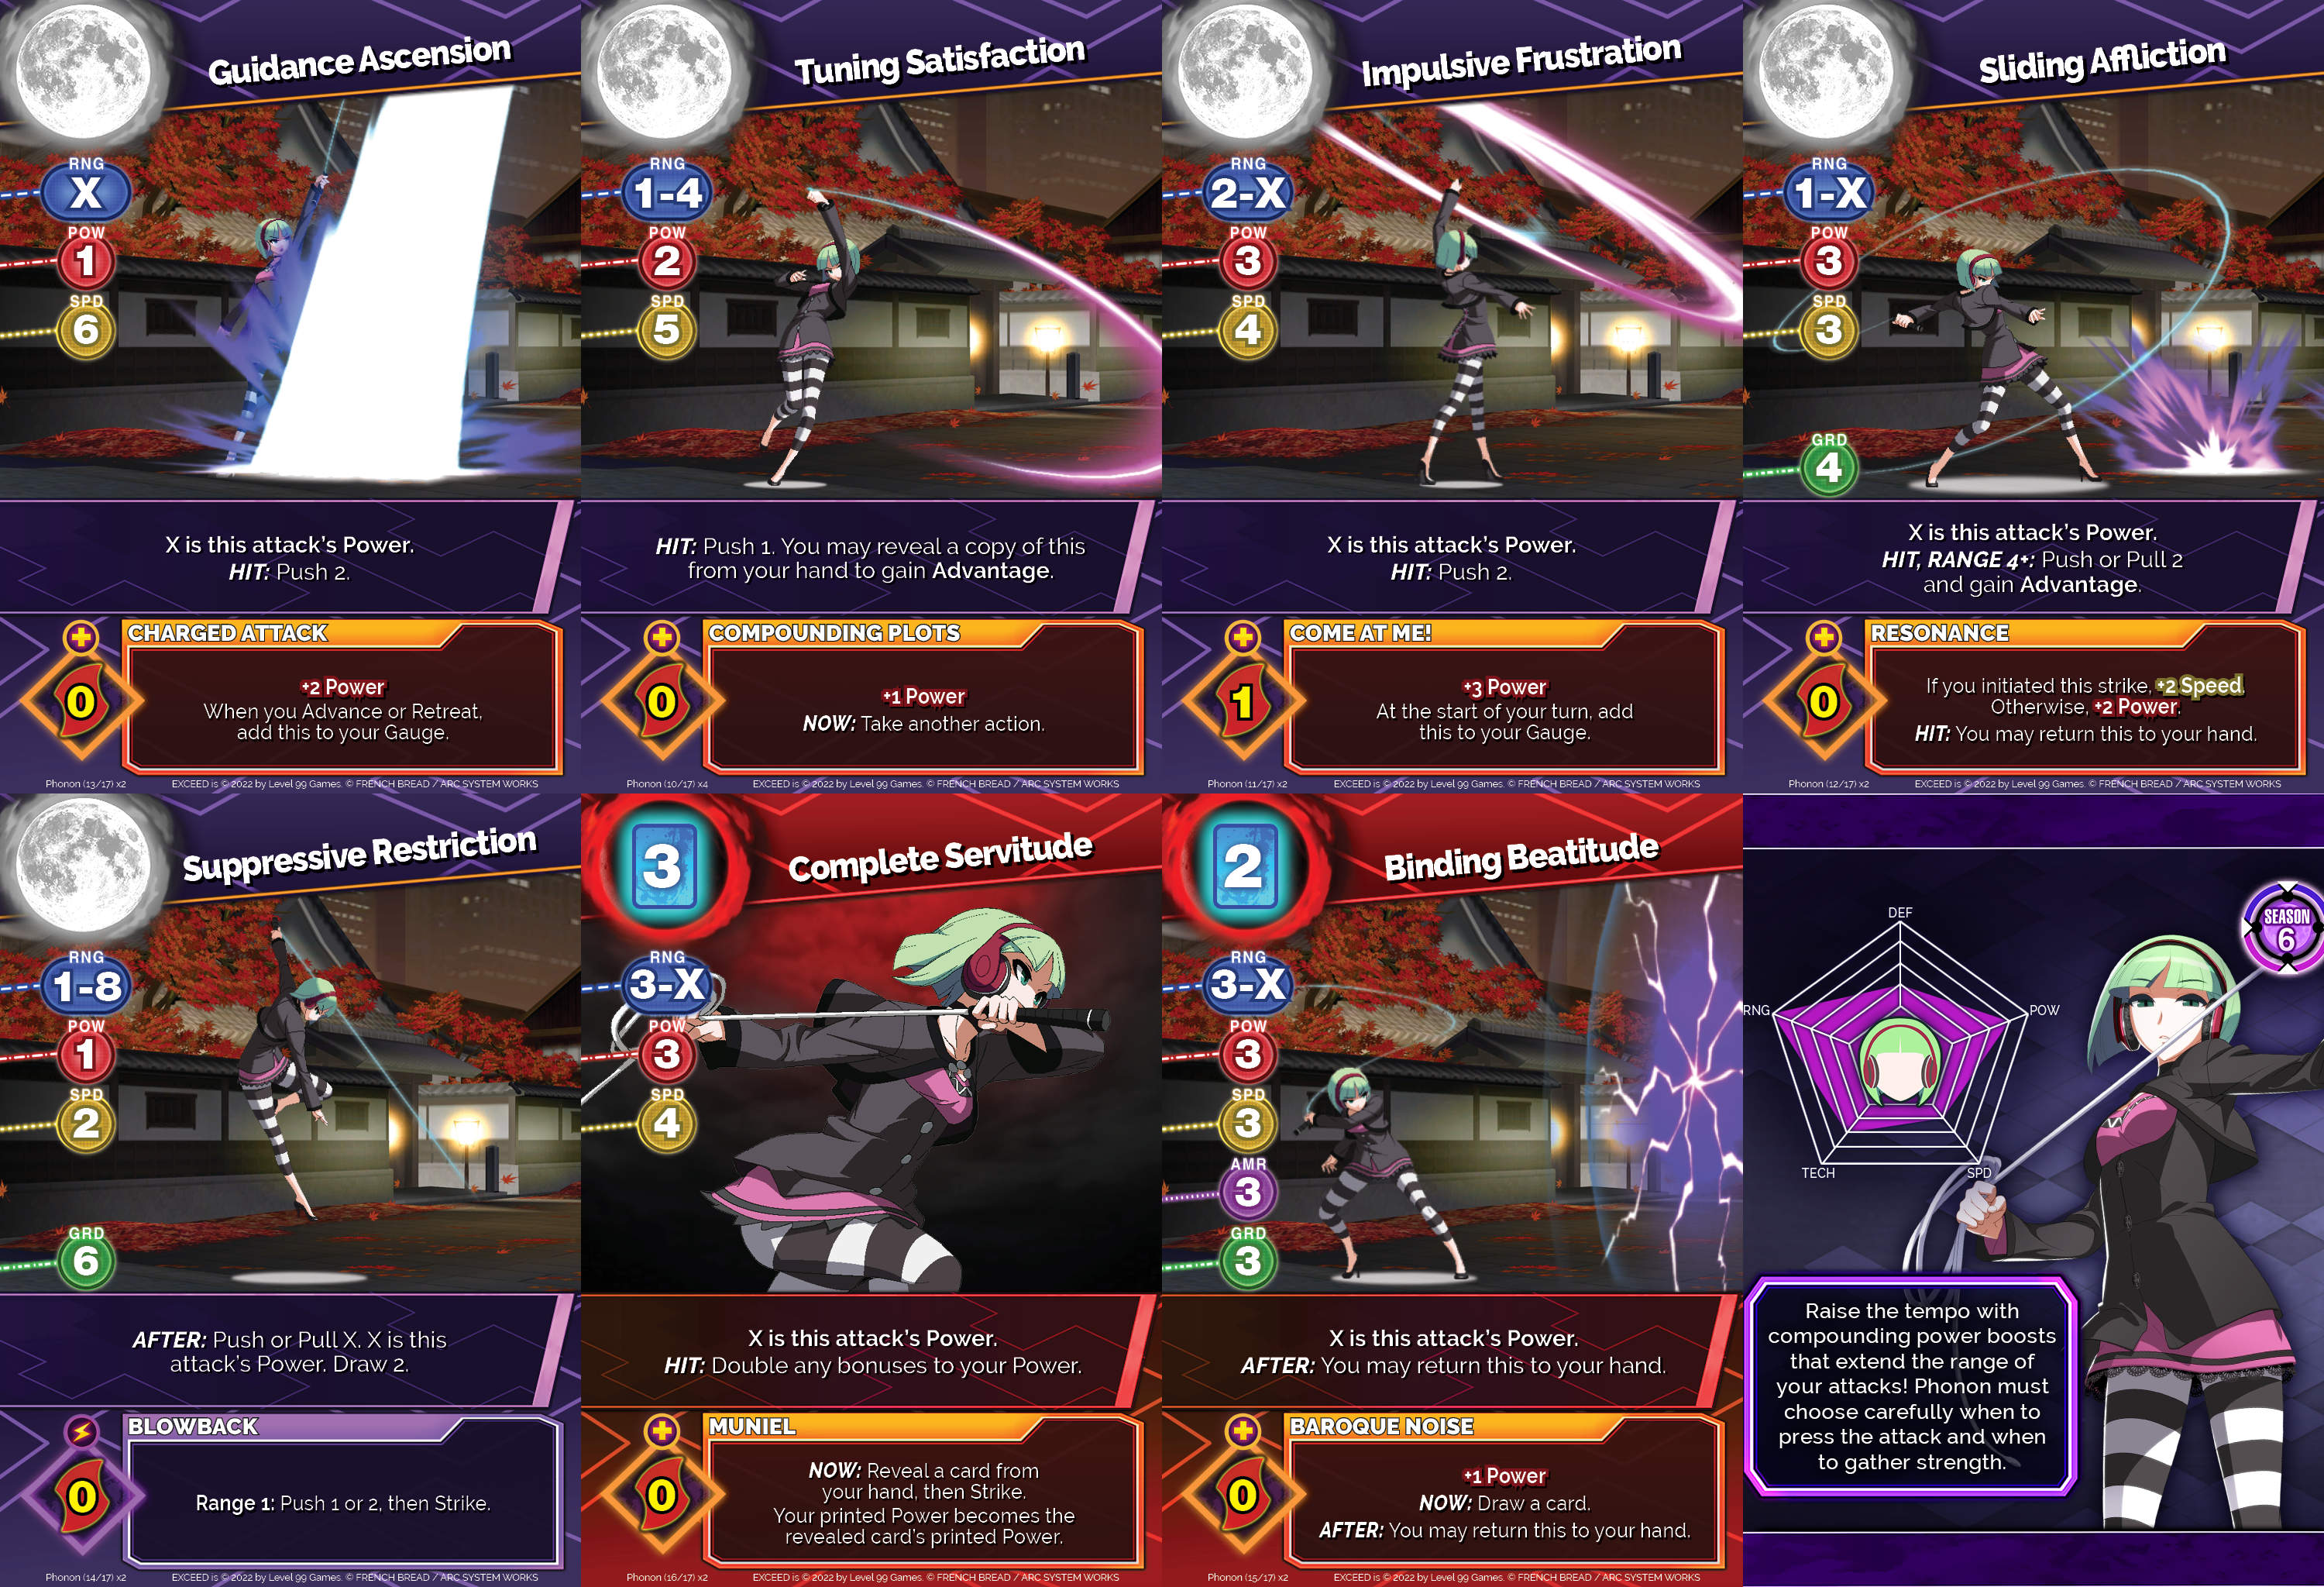 Guidance Ascension
RNG
X
POW
1
SPD
6
X is this attack's Power.
HIT: Push 2.
CHARGED ATTACK
0
+2 Power
When you Advance or Retreat,
add this to your Gauge.
Phonon (13/17) x2
EXCEED is © 2022 by Level 99 Games. © FRENCH BREAD / ARC SYSTEM WORKS
Tuning Satisfaction
RNG
1-4
POW
2
SPD
5
HIT: Push 1. You may reveal a copy of this
from your hand to gain Advantage.
COMPOUNDING PLOTS
0
+1 Power
NOW: Take another action.
Phonon (10/17) x4
EXCEED is © 2022 by Level 99 Games. © FRENCH BREAD / ARC SYSTEM WORKS
Impulsive Frustration
RNG
2-X
POW
3
SPD
4
X is this attack's Power.
HIT: Push 2.
COME AT ME!
1
+3 Power
At the start of your turn, add
this to your Gauge.
Phonon (11/17) x2
EXCEED is © 2022 by Level 99 Games. © FRENCH BREAD / ARC SYSTEM WORKS
Sliding Affliction
RNG
1-X
POW
3
SPD
3
GRD
4
X is this attack's Power.
HIT, RANGE 4+: Push or Pull 2
and gain Advantage.
RESONANCE
0
If you initiated this strike, +2 Speed.
Otherwise, +2 Power.
HIT: You may return this to your hand.
Phonon (12/17) x2
EXCEED is © 2022 by Level 99 Games. © FRENCH BREAD / ARC SYSTEM WORKS
Suppressive Restriction
RNG
1-8
POW
1
SPD
2
GRD
6
AFTER: Push or Pull X. X is this
attack's Power. Draw 2.
BLOWBACK
0
Range 1: Push 1 or 2, then Strike.
Phonon (14/17) x2
EXCEED is © 2022 by Level 99 Games. © FRENCH BREAD / ARC SYSTEM WORKS
3
Complete Servitude
RNG
3-X
POW
3
SPD
4
X is this attack's Power.
HIT: Double any bonuses to your Power.
MUNIEL
0
NOW: Reveal a card from
your hand, then Strike.
Your printed Power becomes the
revealed card's printed Power.
Phonon (16/17) x2
EXCEED is © 2022 by Level 99 Games. © FRENCH BREAD / ARC SYSTEM WORKS
2
Binding Beatitude
RNG
3-X
POW
3
SPD
3
AMR
3
GRD
3
X is this attack's Power.
AFTER: You may return this to your hand.
BAROQUE NOISE
0
+1 Power
NOW: Draw a card.
AFTER: You may return this to your hand.
Phonon (15/17) x2
EXCEED is © 2022 by Level 99 Games. © FRENCH BREAD / ARC SYSTEM WORKS
SEASON
6
DEF
RNG
POW
TECH
SPD
Raise the tempo with
compounding power boosts
that extend the range of
your attacks! Phonon must
choose carefully when to
press the attack and when
to gather strength.